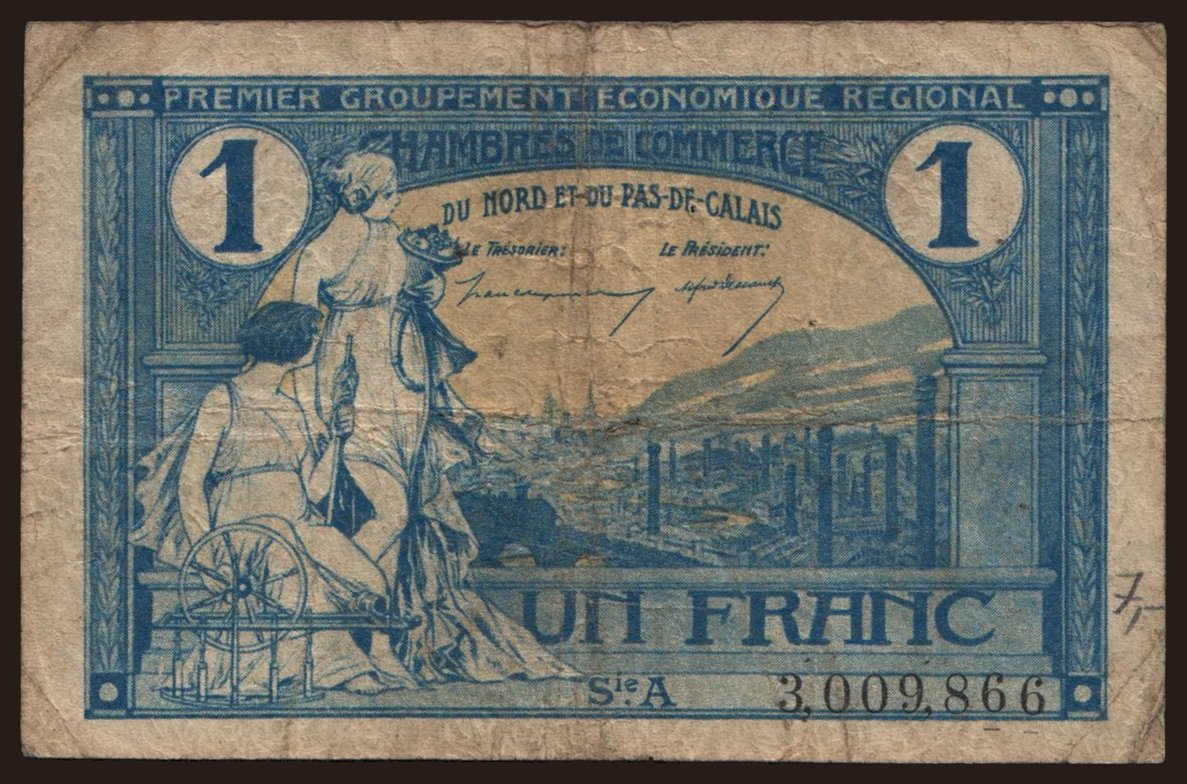 PREMIER GROUPEMENT ECONOMIQUE REGIONAL
1 CHAMBRES DE COMMERCE 1
DU NORD ET-DU PAS-DE-CALAIS
LE TRÉSORIER: LE PRÉSIDENT:
UN FRANC
Sie A 3,009,866
7,-